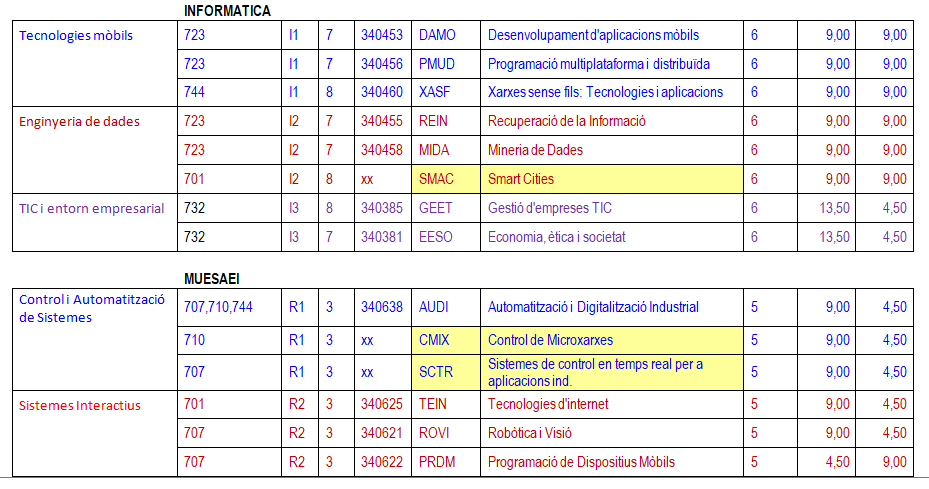 INFORMATICA
Tecnologies mòbils 723 I1 7 340453 DAMO Desenvolupament d'aplicacions mòbils 6 9,00 9,00
723 I1 7 340456 PMUD Programació multiplataforma i distribuïda 6 9,00 9,00
744 I1 8 340460 XASF Xarxes sense fils: Tecnologies i aplicacions 6 9,00 9,00
Enginyeria de dades 723 I2 7 340455 REIN Recuperació de la Informació 6 9,00 9,00
723 I2 7 340458 MIDA Mineria de Dades 6 9,00 9,00
701 I2 8 xx SMAC Smart Cities 6 9,00 9,00
TIC i entorn empresarial 732 I3 8 340385 GEET Gestió d'empreses TIC 6 13,50 4,50
732 I3 7 340381 EESO Economia, ètica i societat 6 13,50 4,50
MUESAEI
Control i Automatització
de Sistemes 707,710,744 R1 3 340638 AUDI Automatització i Digitalització Industrial 5 9,00 4,50
710 R1 3 xx CMIX Control de Microxarxes 5 9,00 4,50
707 R1 3 xx SCTR Sistemes de control en temps real per a
aplicacions ind. 5 9,00 4,50
Sistemes Interactius 701 R2 3 340625 TEIN Tecnologies d'internet 5 9,00 4,50
707 R2 3 340621 ROVI Robòtica i Visió 5 9,00 4,50
707 R2 3 340622 PRDM Programació de Dispositius Mòbils 5 4,50 9,00